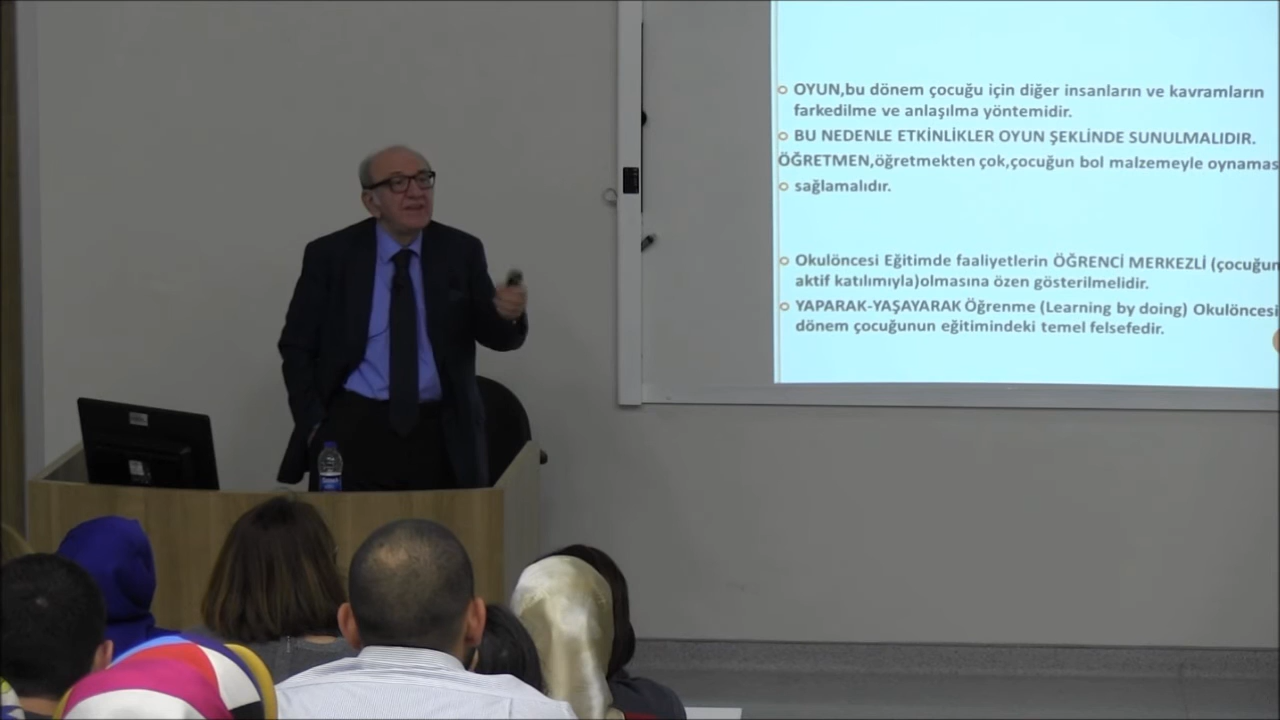 OYUN,bu dönem çocuğu için diğer insanların ve kavramların
farkedilme ve anlaşılma yöntemidir.
BU NEDENLE ETKİNLİKLER OYUN ŞEKLİNDE SUNULMALIDIR.
ÖĞRETMEN,öğretmekten çok,çocuğun bol malzemeyle oynamas
sağlamalıdır.
Okulöncesi Eğitimde faaliyetlerin ÖĞRENCİ MERKEZLİ (çocuğun
aktif katılımıyla)olmasına özen gösterilmelidir.
YAPARAK-YAŞAYARAK Öğrenme (Learning by doing) Okulöncesi
dönem çocuğunun eğitimindeki temel felsefedir.